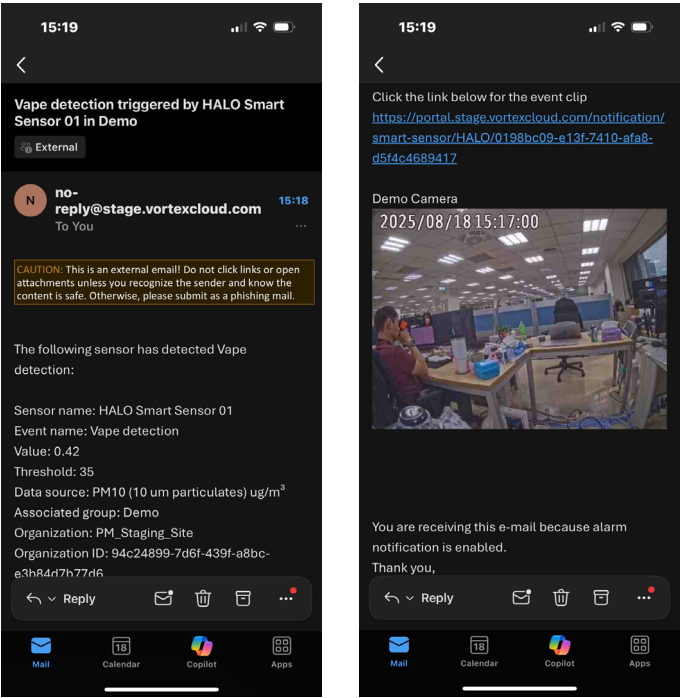 15:19
Vape detection triggered by HALO Smart
Sensor 01 in Demo
External
N
no-
reply@stage.vortexcloud.com
15:18
To You
CAUTION: This is an external email! Do not click links or open
attachments unless you recognize the sender and know the
content is safe. Otherwise, please submit as a phishing mail.
The following sensor has detected Vape
detection:
Sensor name: HALO Smart Sensor 01
Event name: Vape detection
Value: 0.42
Threshold: 35
Data source: PM10 (10 um particulates) ug/m³
Associated group: Demo
Organization: PM_Staging_Site
Organization ID: 94c24899-7d6f-439f-a8bc-
e3b84d7b77d6
Reply
Mail
18
Calendar
Copilot
Apps
15:19
Click the link below for the event clip
https://portal.stage.vortexcloud.com/notification/
smart-sensor/HALO/0198bc09-e13f-7410-afa8-
d5f4c4689417
Demo Camera
2025/08/18 15:17:00
You are receiving this e-mail because alarm
notification is enabled.
Thank you,
Reply
Mail
18
Calendar
Copilot
Apps